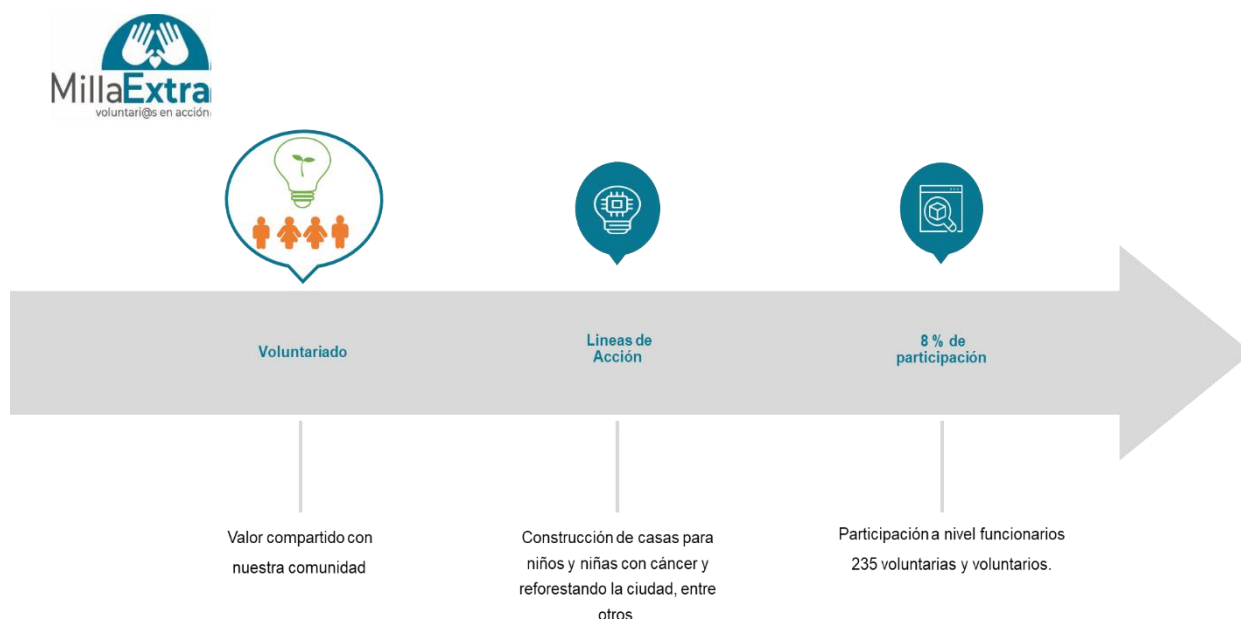 MillaExtra
voluntari@s en acción
Voluntariado
Lineas de
Acción
8 % de
participación
Valor compartido con
nuestra comunidad
Construcción de casas para
niños y niñas con cáncer y
reforestando la ciudad, entre
otros
Participación a nivel funcionarios
235 voluntarias y voluntarios.